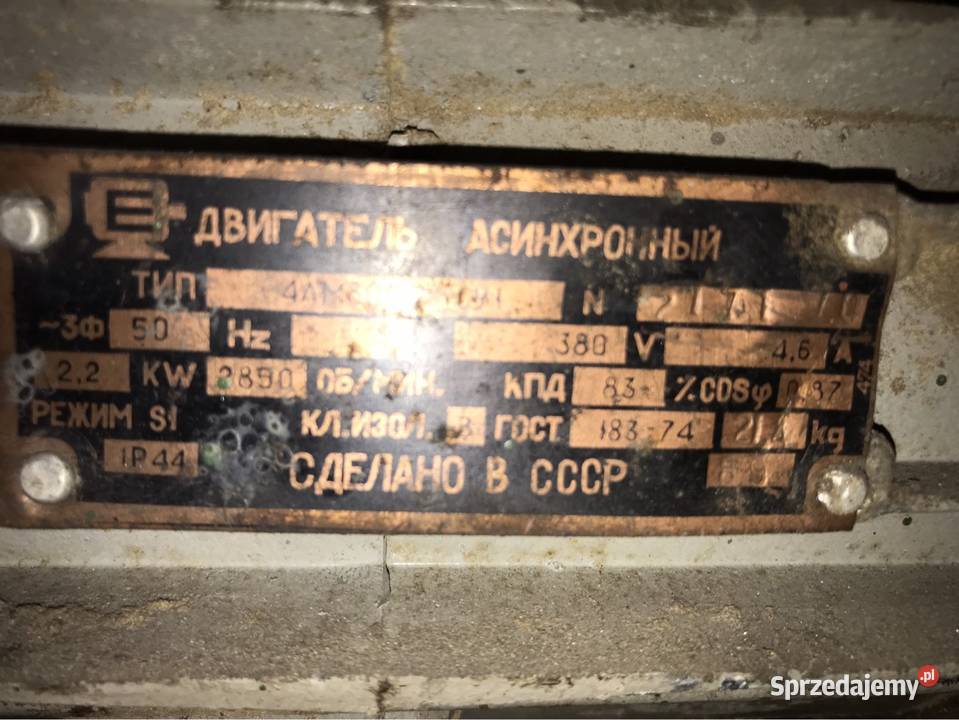 ДВИГАТЕЛЬ АСИНХРОННЫЙ
ТИП N
~3Ф 50 Hz 380 V 4,6 A
2,2 KW 2890 ОБ/МИН. КПД 83 % COSφ 0,87
РЕЖИМ S1 КЛ.ИЗОЛ. В ГОСТ 183-74 kg
IP44 СДЕЛАНО В СССР
Sprzedajemy.pl